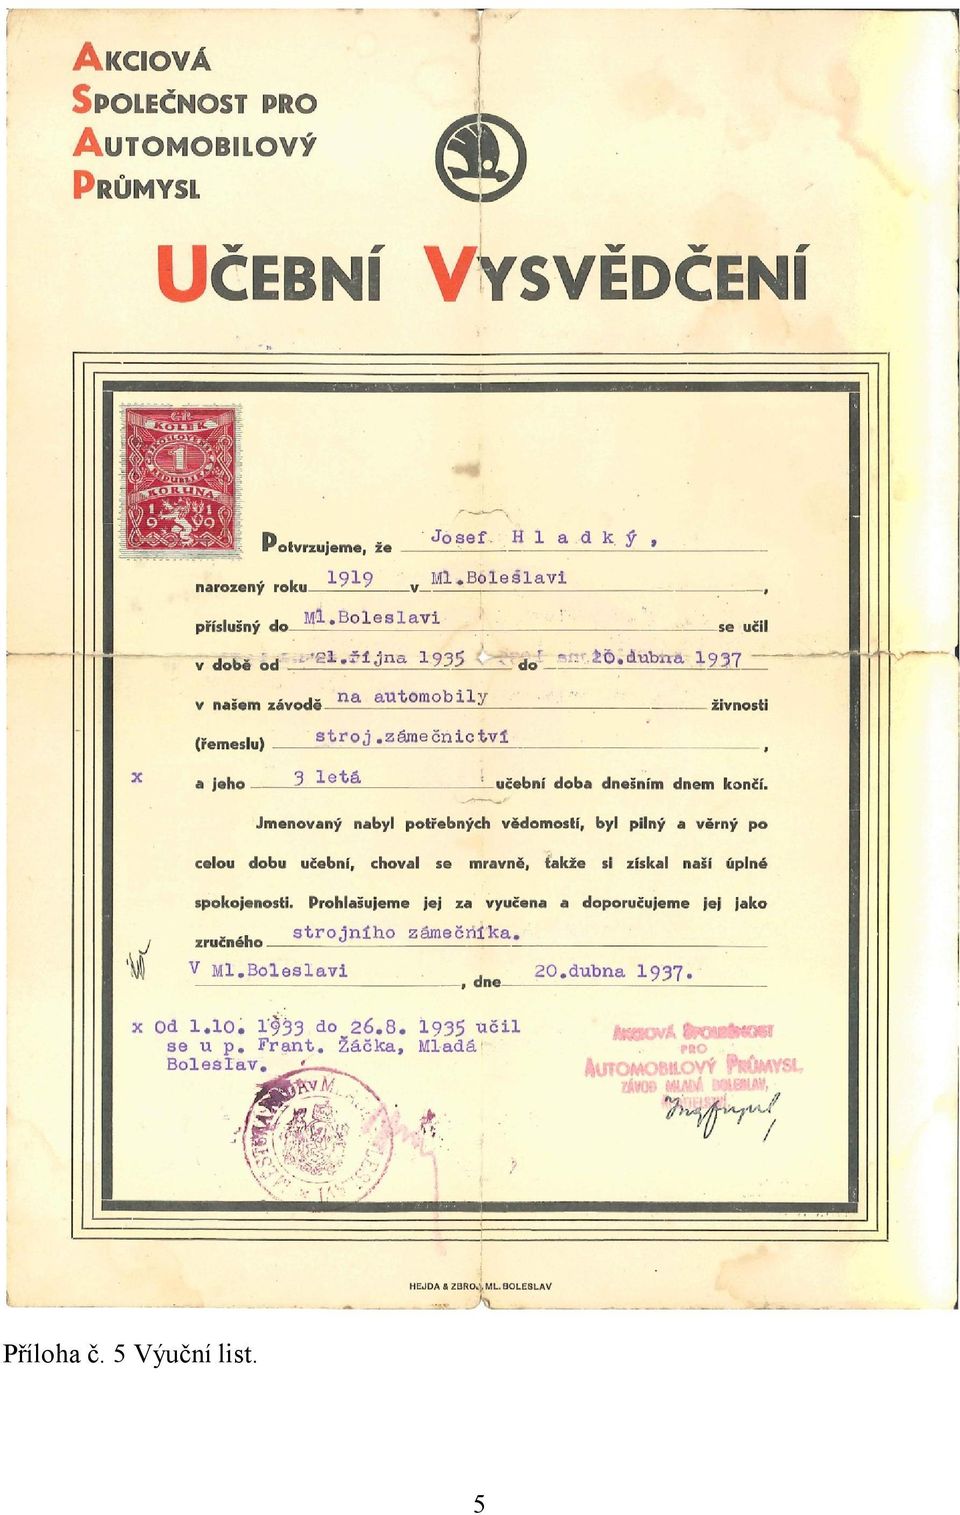 AKCIOVÁ
SPOLEČNOST PRO
AUTOMOBILOVÝ
PRŮMYSL
UČEBNÍ VYSVĚDČENÍ
KOLEK
1
KORUNA
1919
Potvrzujeme, že Josef H l a d k ý ,
narozený roku 1919 v Ml.Boleslavi ,
příslušný do Ml.Boleslavi se učil
v době od 21.října 1935 do 20.dubna 1937
v našem závodě na automobily živnosti
(řemeslu) stroj.zámečnictví ,
x a jeho 3 letá učební doba dnešním dnem končí.
Jmenovaný nabyl potřebných vědomostí, byl pilný a věrný po
celou dobu učební, choval se mravně, takže si získal naší úplné
spokojenosti. Prohlašujeme jej za vyučena a doporučujeme jej jako
zručného strojního zámečníka.
V Ml.Boleslavi , dne 20.dubna 1937.
x Od 1.10. 1933 do 26.8. 1935 učil
se u p. Frant. Žáčka, Mladá
Boleslav.
AKCIOVÁ SPOLEČNOST
PRO
AUTOMOBILOVÝ PRŮMYSL,
ZÁVOD MLADÁ BOLESLAV,
HEJDA & ZBROJ, ML. BOLESLAV
Příloha č. 5 Výuční list.
5